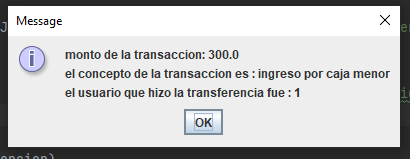 Message
monto de la transaccion: 300.0
el concepto de la transaccion es : ingreso por caja menor
el usuario que hizo la transferencia fue : 1
OK